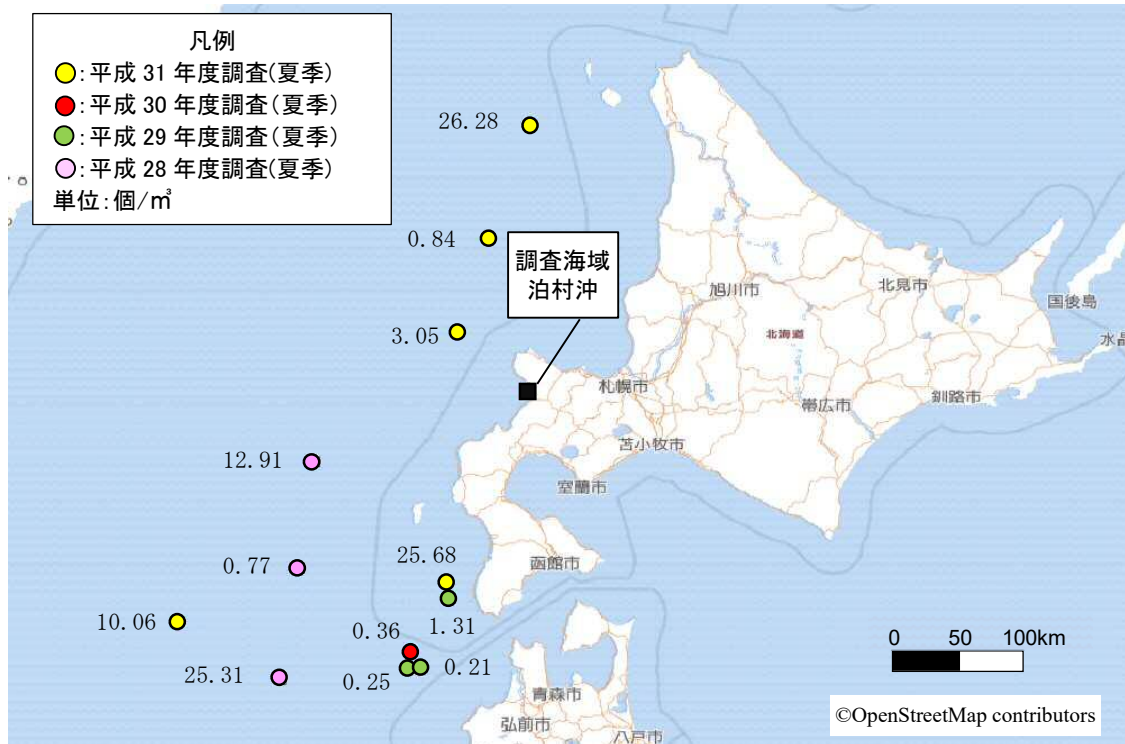 凡例
：平成 31 年度調査(夏季)
：平成 30 年度調査(夏季)
：平成 29 年度調査(夏季)
：平成 28 年度調査(夏季)
単位：個/㎥
26.28
0.84
調査海域
泊村沖
3.05
旭川市
北見市
国後島
北海道
水晶
札幌市
帯広市
釧路市
苫小牧市
12.91
室蘭市
25.68
函館市
0.77
10.06
1.31
0.36
0.21
25.31
0.25
青森市
弘前市
八戸市
0 50 100km
©OpenStreetMap contributors